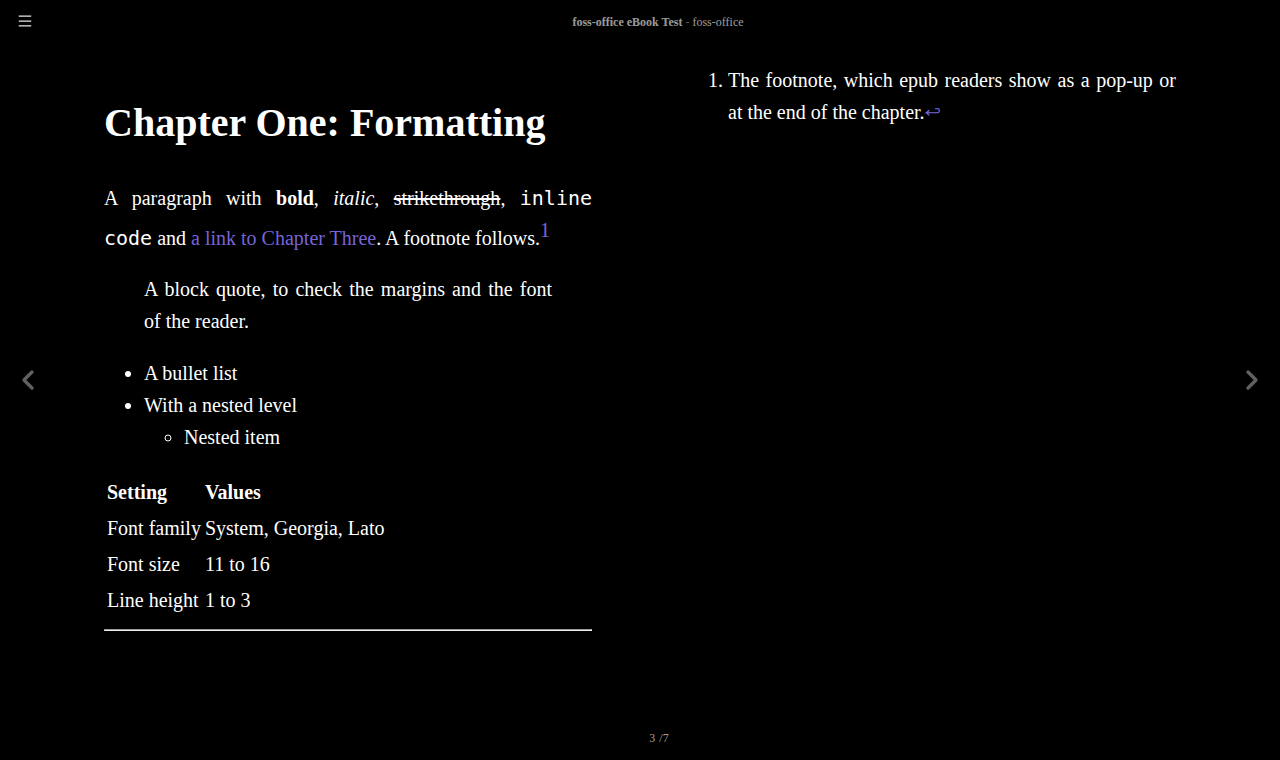 ☰
foss-office eBook Test - foss-office
Chapter One: Formatting
A paragraph with bold, italic, strikethrough, inline
code and a link to Chapter Three. A footnote follows.1
A block quote, to check the margins and the font
of the reader.
• A bullet list
• With a nested level
◦ Nested item
Setting Values
Font family System, Georgia, Lato
Font size 11 to 16
Line height 1 to 3
1. The footnote, which epub readers show as a pop-up or
at the end of the chapter.↩
3 /7